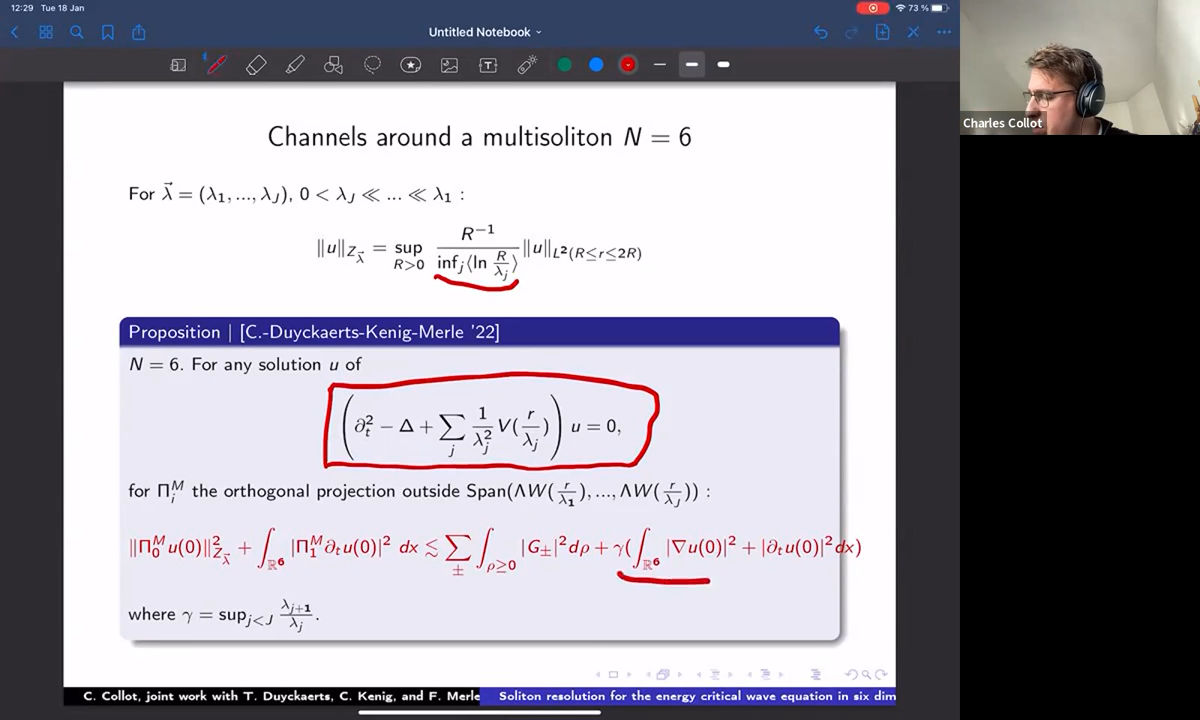 12:29 Tue 18 Jan
73 %
Untitled Notebook
Charles Collot
Channels around a multisoliton N = 6
For λ⃗ = (λ₁, ..., λ_J), 0 < λ_J ≪ ... ≪ λ₁ :
‖u‖_{Z_λ⃗} = sup_{R>0} R⁻¹ / inf_j⟨ln R/λ_j⟩ ‖u‖_{L²(R≤r≤2R)}
Proposition | [C.-Duyckaerts-Kenig-Merle '22]
N = 6. For any solution u of
(∂_t² − Δ + ∑_j 1/λ_j² V(r/λ_j)) u = 0,
for Π_i^M the orthogonal projection outside Span(ΛW(r/λ₁), ..., ΛW(r/λ_J)) :
‖Π_0^M u(0)‖²_{Z_λ⃗} + ∫_{ℝ⁶} |Π_1^M ∂_t u(0)|² dx ≲ ∑_± ∫_{ρ≥0} |G_±|² dρ + γ(∫_{ℝ⁶} |∇u(0)|² + |∂_t u(0)|² dx)
where γ = sup_{j<J} λ_{j+1}/λ_j.
C. Collot, joint work with T. Duyckaerts, C. Kenig, and F. Merle
Soliton resolution for the energy critical wave equation in six dim